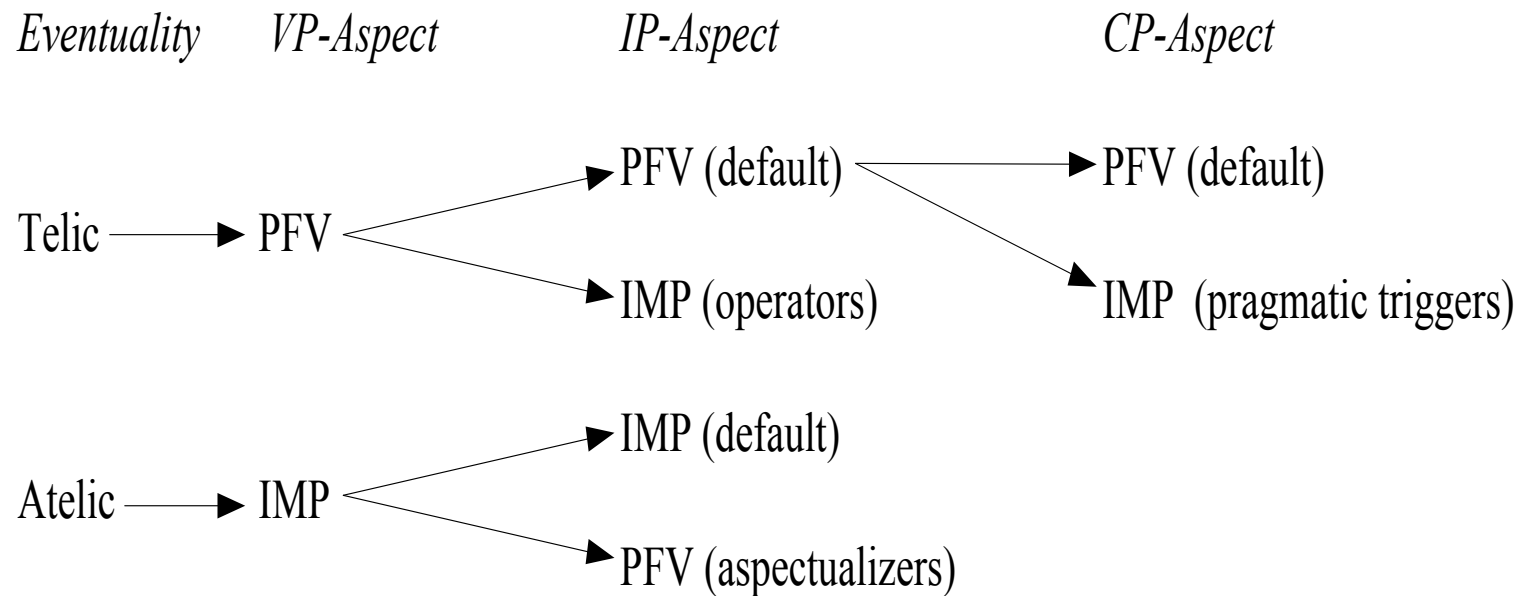 Eventuality VP-Aspect IP-Aspect CP-Aspect
PFV (default) PFV (default)
Telic PFV
IMP (operators) IMP (pragmatic triggers)
IMP (default)
Atelic IMP
PFV (aspectualizers)